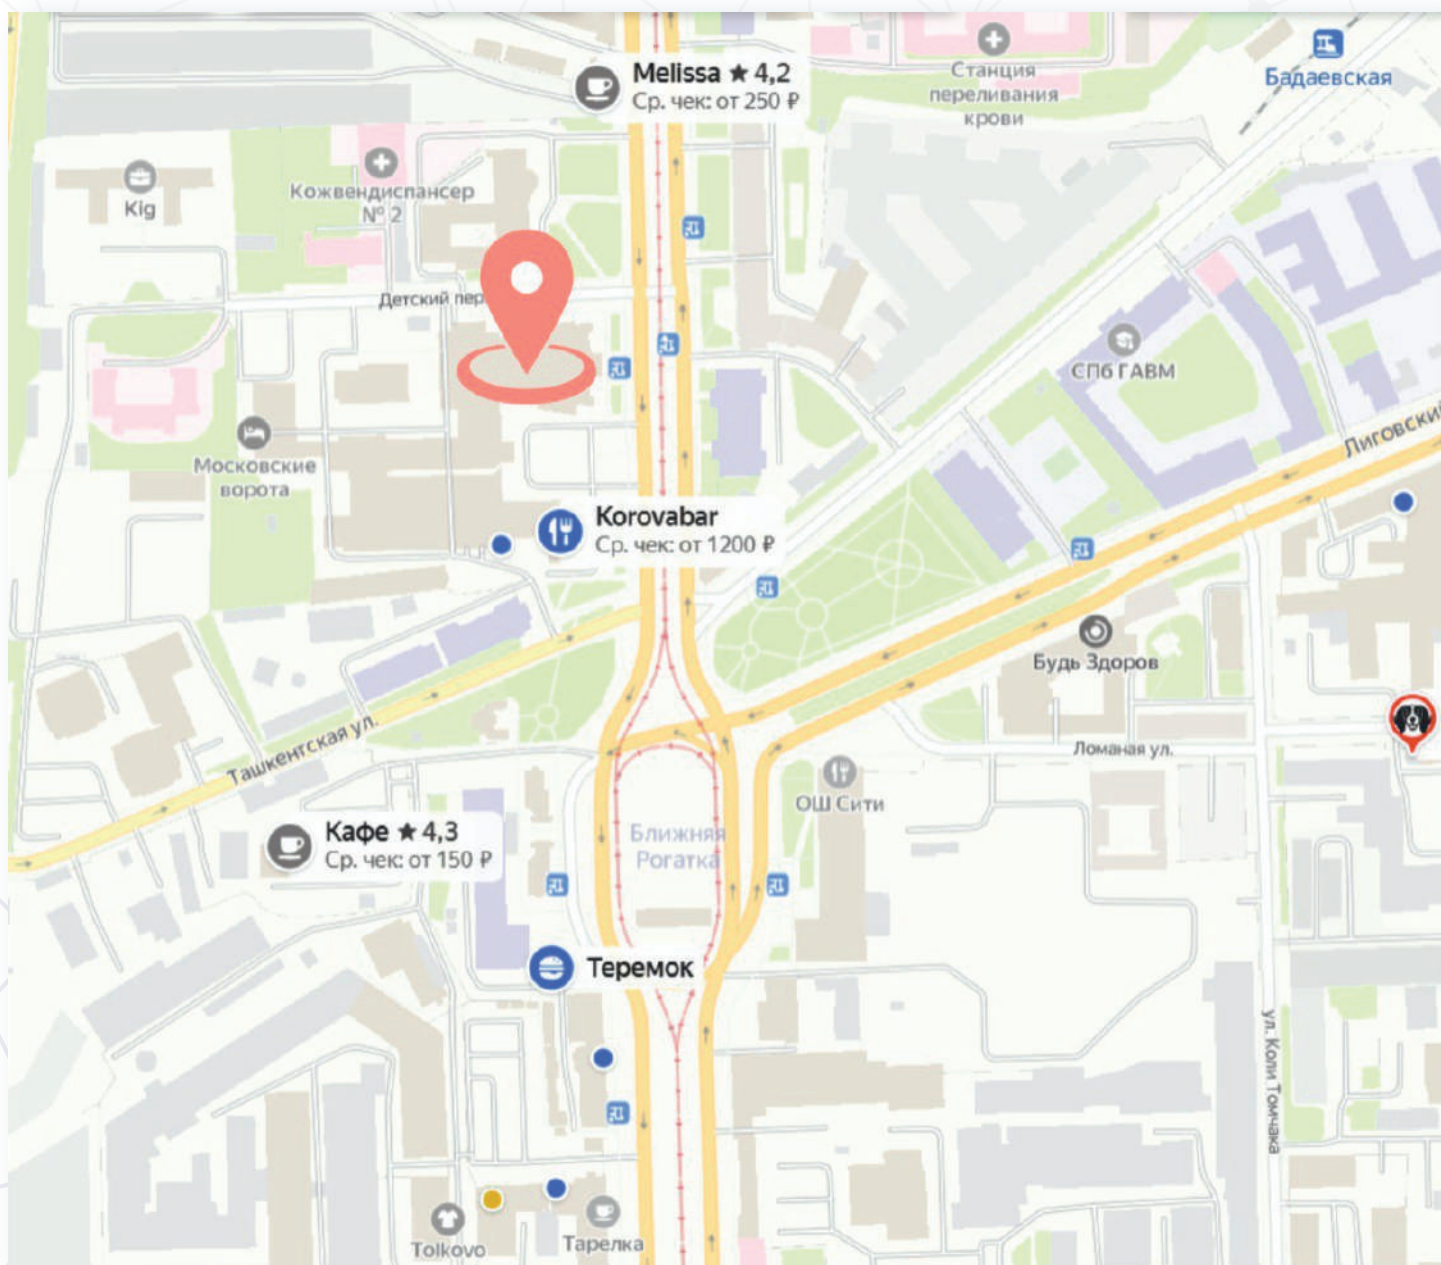 Melissa ★ 4,2
Ср. чек: от 250 ₽
Станция
переливания
крови
Бадаевская
Kig
Кожвендиспансер
№ 2
Детский пер
СПб ГАВМ
Лиговский
Московские
ворота
Korovabar
Ср. чек: от 1200 ₽
Будь Здоров
Ташкентская ул.
Ломаная ул.
ОШ Сити
Кафе ★ 4,3
Ср. чек: от 150 ₽
Ближняя
Рогатка
Теремок
ул. Коли Томчака
Tolkovo
Тарелка